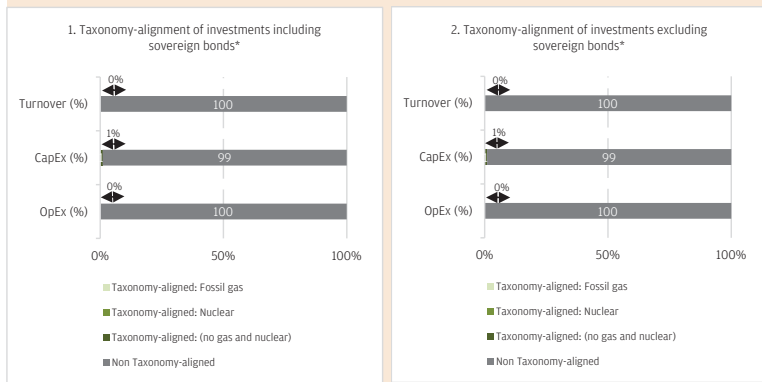 1. Taxonomy-alignment of investments including
sovereign bonds*
0%
Turnover (%)
100
1%
CapEx (%)
1
99
0%
OpEx (%)
100
0%
50%
100%
Taxonomy-aligned: Fossil gas
Taxonomy-aligned: Nuclear
Taxonomy-aligned: (no gas and nuclear)
Non Taxonomy-aligned
2. Taxonomy-alignment of investments excluding
sovereign bonds*
0%
Turnover (%)
100
1%
CapEx (%)
1
99
0%
OpEx (%)
100
0%
50%
100%
Taxonomy-aligned: Fossil gas
Taxonomy-aligned: Nuclear
Taxonomy-aligned: (no gas and nuclear)
Non Taxonomy-aligned